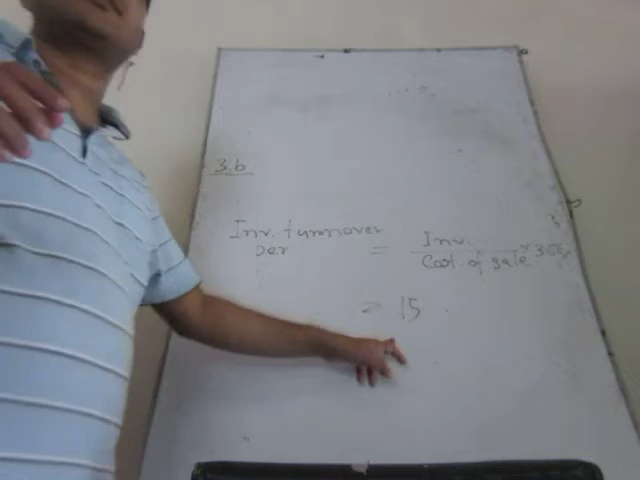 3.b
Inv. turnover
per = Inv.
Cost. of sale × 365
= 15